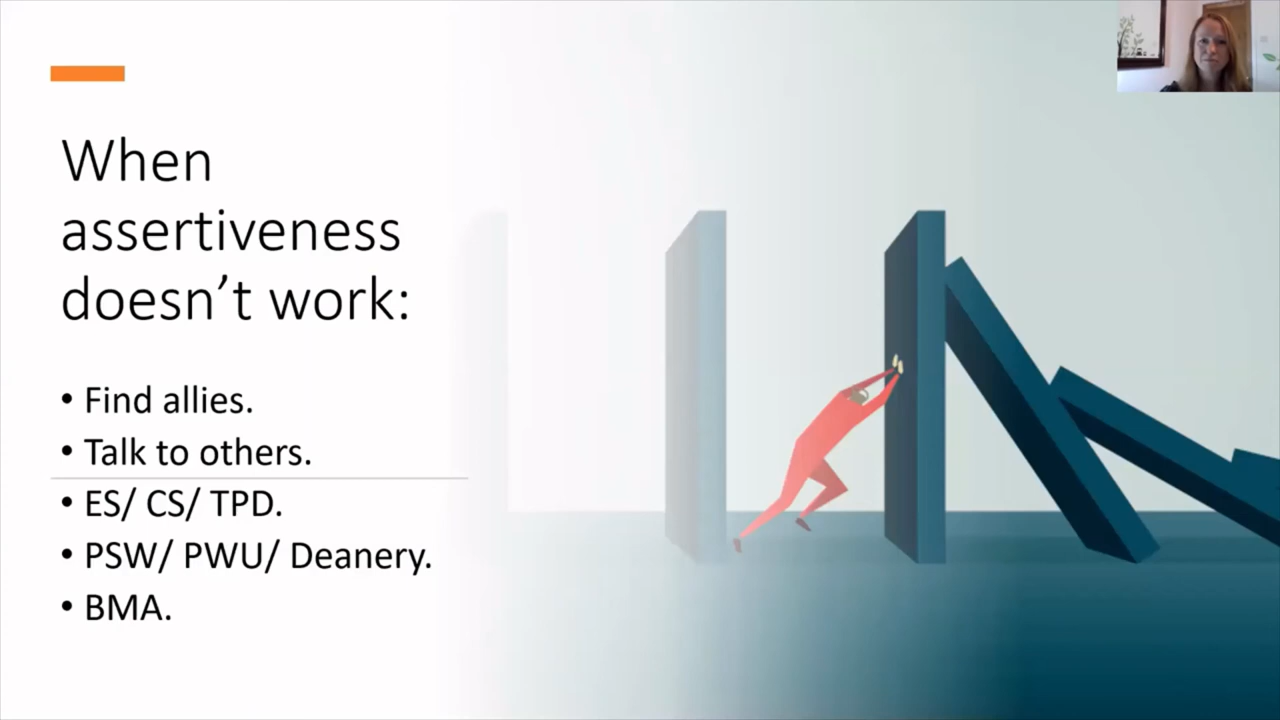 When
assertiveness
doesn’t work:
• Find allies.
• Talk to others.
• ES/ CS/ TPD.
• PSW/ PWU/ Deanery.
• BMA.